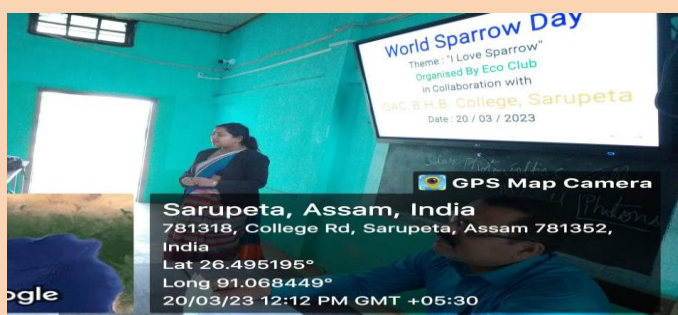 World Sparrow Day
Theme : "I Love Sparrow"
Organised By Eco Club
in Collaboration with
IQAC, B.H.B. College, Sarupeta
Date : 20 / 03 / 2023
Solar
Photons
GPS Map Camera
Sarupeta, Assam, India
781318, College Rd, Sarupeta, Assam 781352,
India
Lat 26.495195°
Long 91.068449°
20/03/23 12:12 PM GMT +05:30
ogle